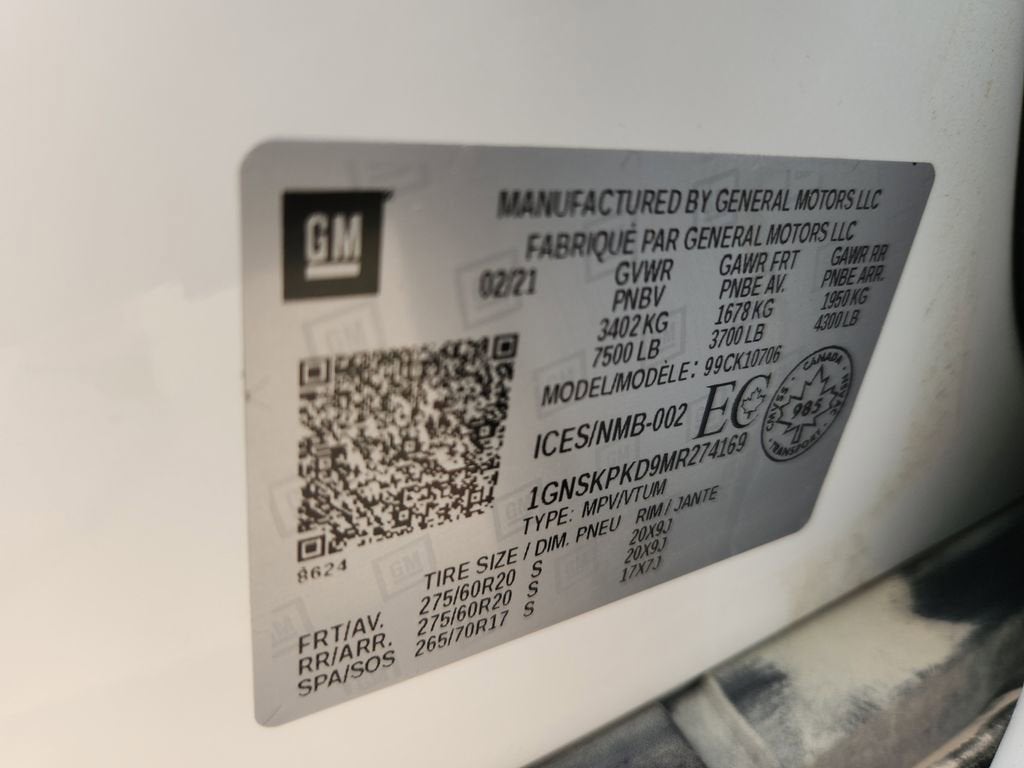 GM
MANUFACTURED BY GENERAL MOTORS LLC
FABRIQUÉ PAR GENERAL MOTORS LLC
02/21 GVWR GAWR FRT GAWR RR
PNBV PNBE AV. PNBE ARR.
3402 KG 1678 KG 1950 KG
7500 LB 3700 LB 4300 LB
MODEL/MODÈLE: 99CK10706
ICES/NMB-002 EC
CANADA
985
TRANSPORT
1GNSKPKD9MR274169
TYPE: MPV/VTUM
8624
TIRE SIZE / DIM. PNEU RIM / JANTE
FRT/AV. 275/60R20 S 20X9J
RR/ARR. 275/60R20 S 20X9J
SPA/SOS 265/70R17 S 17X7J